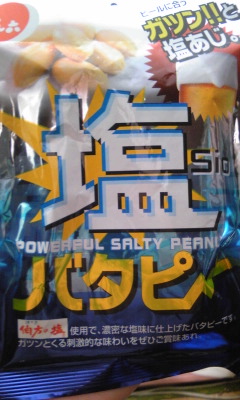 ビールに合う
ガツン!!と
塩あじ。
塩
SIO
POWERFUL SALTY PEANU
バタピー
伯方の塩 使用で、濃密な塩味に仕上げたバタピーです。
ガツンとくる刺激的な味わいをぜひご賞味あれ。